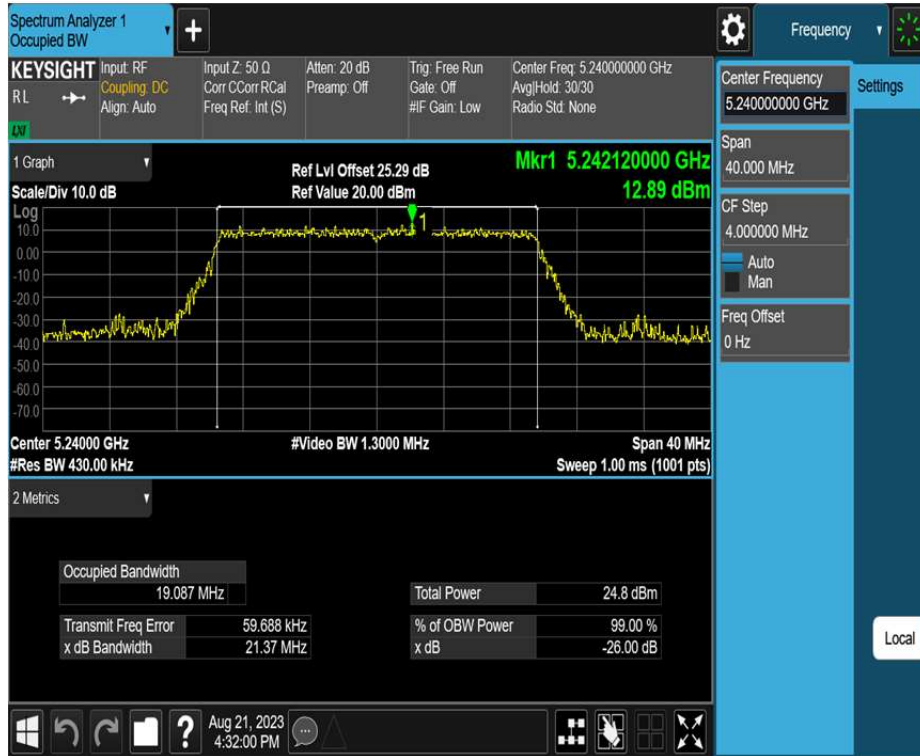 Spectrum Analyzer 1
Occupied BW
+
Frequency
KEYSIGHT
RL
LXI
Input: RF
Coupling: DC
Align: Auto
Input Z: 50 Ω
Corr CCorr RCal
Freq Ref: Int (S)
Atten: 20 dB
Preamp: Off
Trig: Free Run
Gate: Off
#IF Gain: Low
Center Freq: 5.240000000 GHz
Avg|Hold: 30/30
Radio Std: None
Center Frequency
5.240000000 GHz
Settings
Span
40.000 MHz
CF Step
4.000000 MHz
Auto
Man
Freq Offset
0 Hz
Local
1 Graph
Scale/Div 10.0 dB
Ref Lvl Offset 25.29 dB
Ref Value 20.00 dBm
Mkr1 5.242120000 GHz
12.89 dBm
Log
10.0
0.00
-10.0
-20.0
-30.0
-40.0
-50.0
-60.0
-70.0
1
Center 5.24000 GHz
#Res BW 430.00 kHz
#Video BW 1.3000 MHz
Span 40 MHz
Sweep 1.00 ms (1001 pts)
2 Metrics
Occupied Bandwidth
19.087 MHz
Transmit Freq Error 59.688 kHz
x dB Bandwidth 21.37 MHz
Total Power 24.8 dBm
% of OBW Power 99.00 %
x dB -26.00 dB
?
Aug 21, 2023
4:32:00 PM